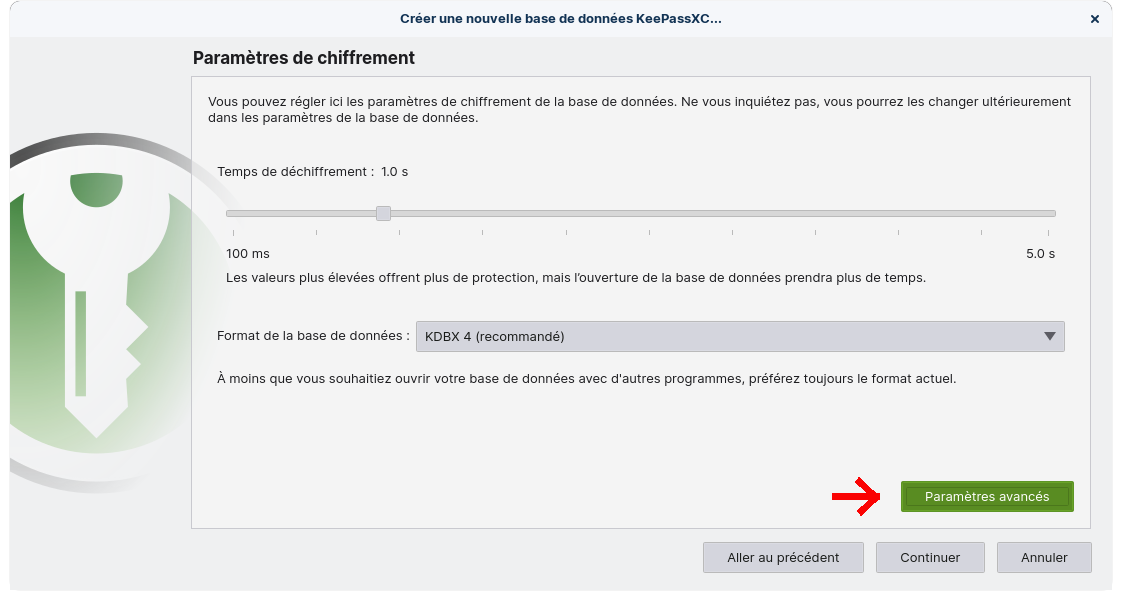 Créer une nouvelle base de données KeePassXC...
×
Paramètres de chiffrement
Vous pouvez régler ici les paramètres de chiffrement de la base de données. Ne vous inquiétez pas, vous pourrez les changer ultérieurement
dans les paramètres de la base de données.
Temps de déchiffrement : 1.0 s
100 ms 5.0 s
Les valeurs plus élevées offrent plus de protection, mais l’ouverture de la base de données prendra plus de temps.
Format de la base de données : KDBX 4 (recommandé)
À moins que vous souhaitiez ouvrir votre base de données avec d'autres programmes, préférez toujours le format actuel.
Paramètres avancés
Aller au précédent Continuer Annuler